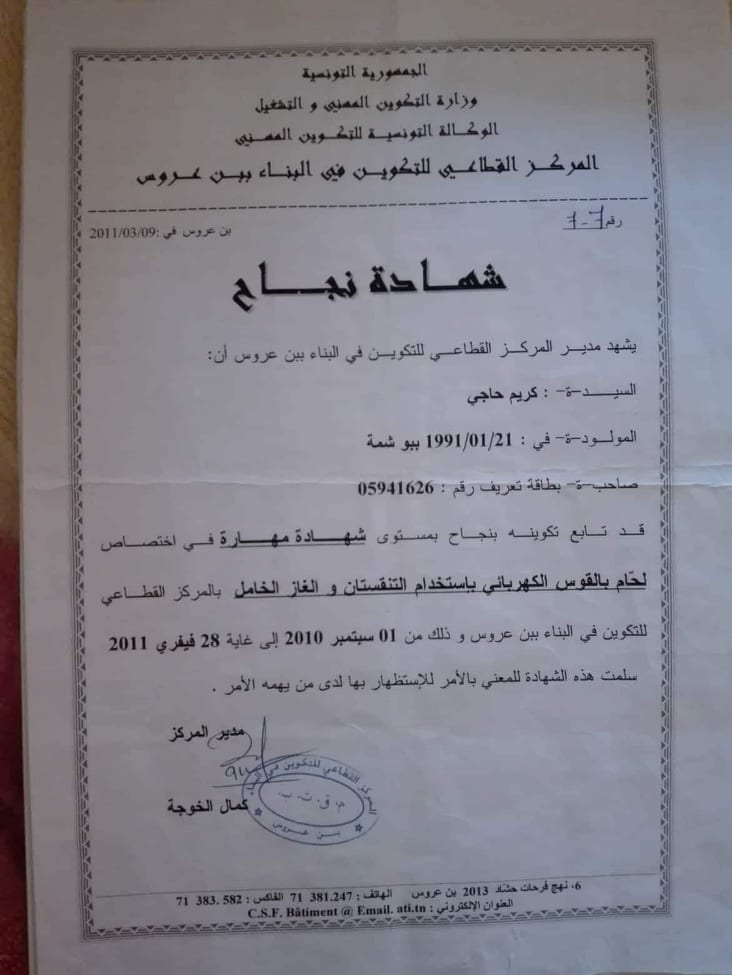 الجمهورية التونسية
وزارة التكوين المهني و التشغيل
الوكالة التونسية للتكوين المهني
المركز القطاعي للتكوين في البناء ببن عروس
رقم 7-7
بن عروس في :2011/03/09
شهادة نجاح
يشهد مدير المركز القطاعي للتكوين في البناء ببن عروس أن:
السيد-ة- : كريم حاجي
المولود-ة- في : 1991/01/21 ببو شمة
صاحب-ة- بطاقة تعريف رقم : 05941626
قد تابع تكوينه بنجاح بمستوى شهادة مهارة في اختصاص
لحّام بالقوس الكهربائي بإستخدام التنقستان و الغاز الخامل بالمركز القطاعي
للتكوين في البناء ببن عروس و ذلك من 01 سبتمبر 2010 إلى غاية 28 فيفري 2011
سلمت هذه الشهادة للمعني بالأمر للإستظهار بها لدى من يهمه الأمر .
مدير المركز
كمال الخوجة
المركز القطاعي للتكوين في البناء
م.ق.ت.ب.
بن عروس
6، نهج فرحات حشاد 2013 بن عروس الهاتف : 71 381.247 الفاكس : 71 383.582
العنوان الإلكتروني : C.S.F. Bâtiment @ Email. ati.tn